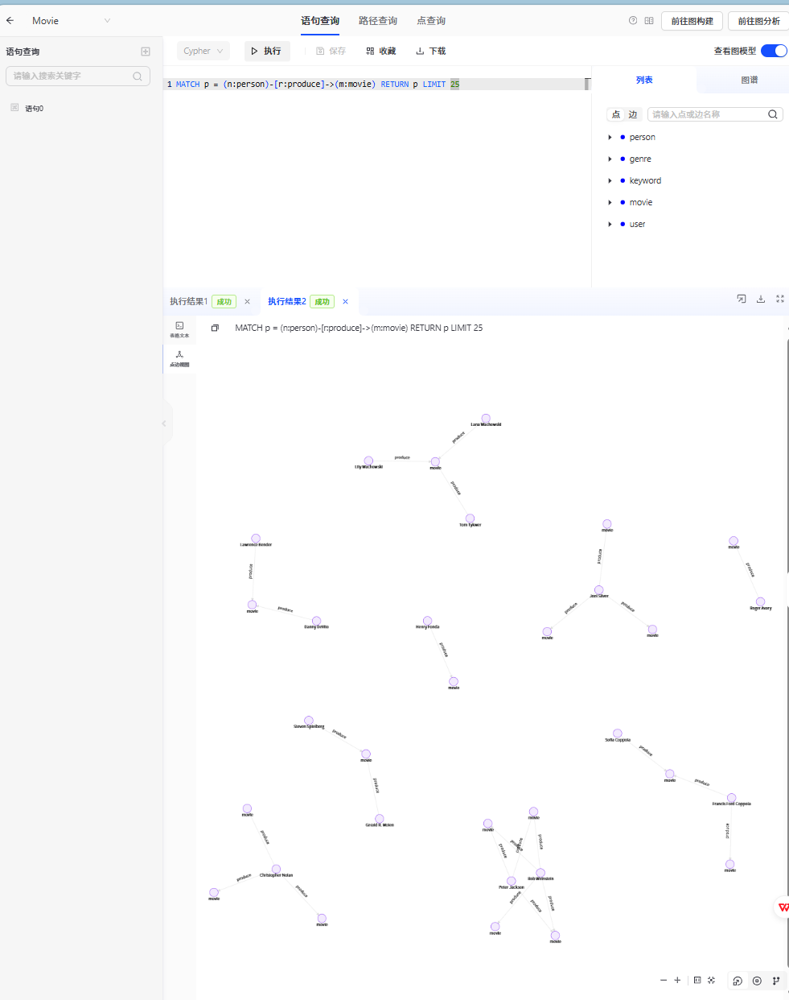 Movie
语句查询
路径查询
点查询
前往图构建
前往图分析
语句查询
Cypher
执行
保存
收藏
下载
查看图模型
请输入搜索关键字
1 MATCH p = (n:person)-[r:produce]->(m:movie) RETURN p LIMIT 25
列表
图谱
语句0
点 边
请输入点或边名称
person
genre
keyword
movie
user
执行结果1 成功
执行结果2 成功
表格文本
MATCH p = (n:person)-[r:produce]->(m:movie) RETURN p LIMIT 25
点边视图
Lana Wachowski
produce
produce
Lilly Wachowski
movie
produce
Tom Tykwer
movie
Lawrence Bender
movie
produce
produce
produce
Joel Silver
movie
produce
Danny DeVito
Henry Fonda
produce
produce
Roger Avary
movie
movie
produce
movie
Steven Spielberg
produce
Sofia Coppola
produce
movie
movie
produce
produce
Francis Ford Coppola
movie
movie
Gerald R. Molen
movie
produce
produce
produce
produce
produce
produce
movie
Christopher Nolan
Rob Weinstein
produce
Peter Jackson
movie
produce
produce
produce
produce
movie
movie
movie